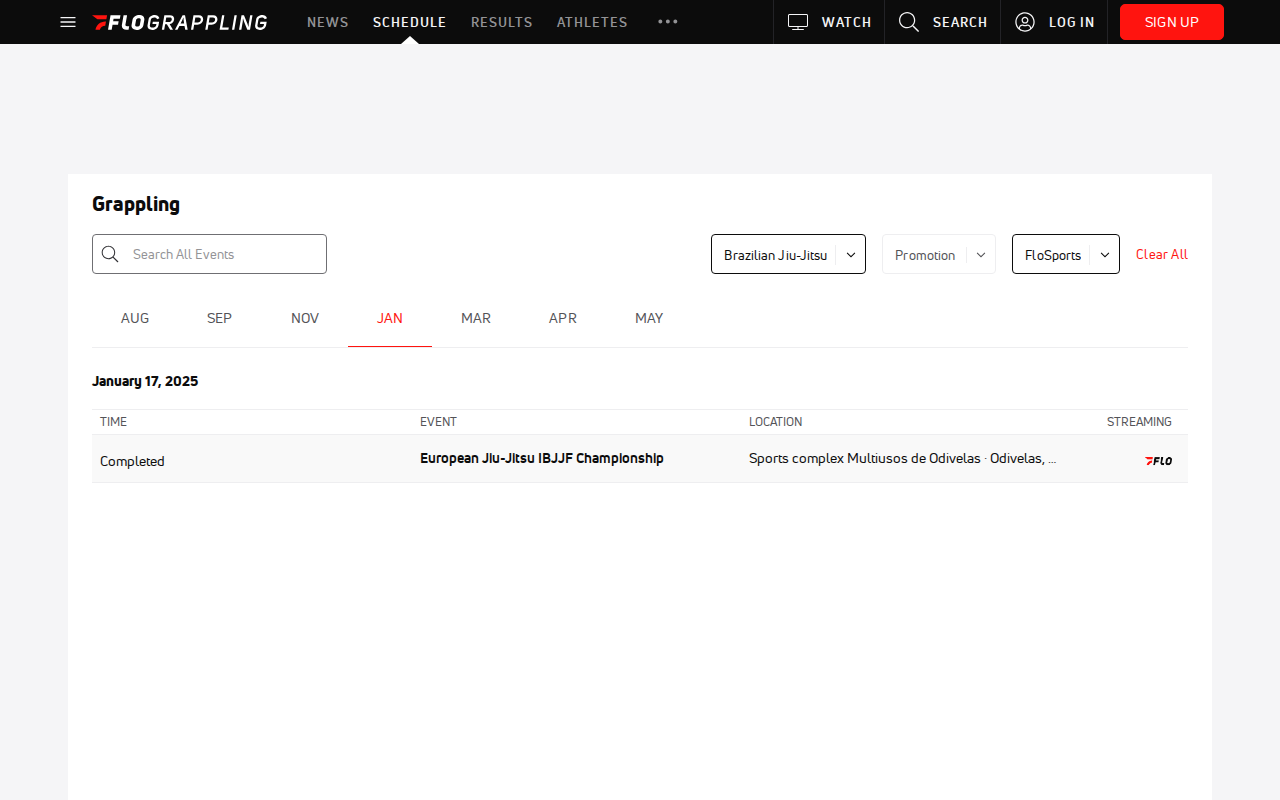 FLOGRAPPLING NEWS SCHEDULE RESULTS ATHLETES WATCH SEARCH LOG IN SIGN UP
Grappling
Search All Events Brazilian Jiu-Jitsu Promotion FloSports Clear All
AUG SEP NOV JAN MAR APR MAY
January 17, 2025
TIME EVENT LOCATION STREAMING
Completed European Jiu-Jitsu IBJJF Championship Sports complex Multiusos de Odivelas · Odivelas, ... FLO